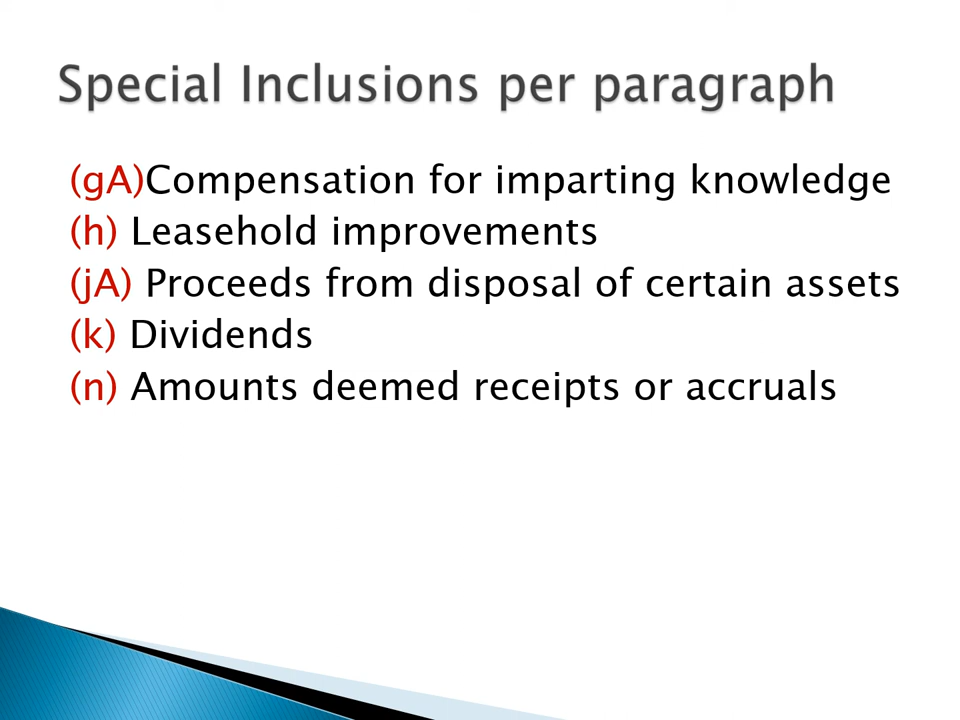 Special Inclusions per paragraph
(gA)Compensation for imparting knowledge
(h) Leasehold improvements
(jA) Proceeds from disposal of certain assets
(k) Dividends
(n) Amounts deemed receipts or accruals